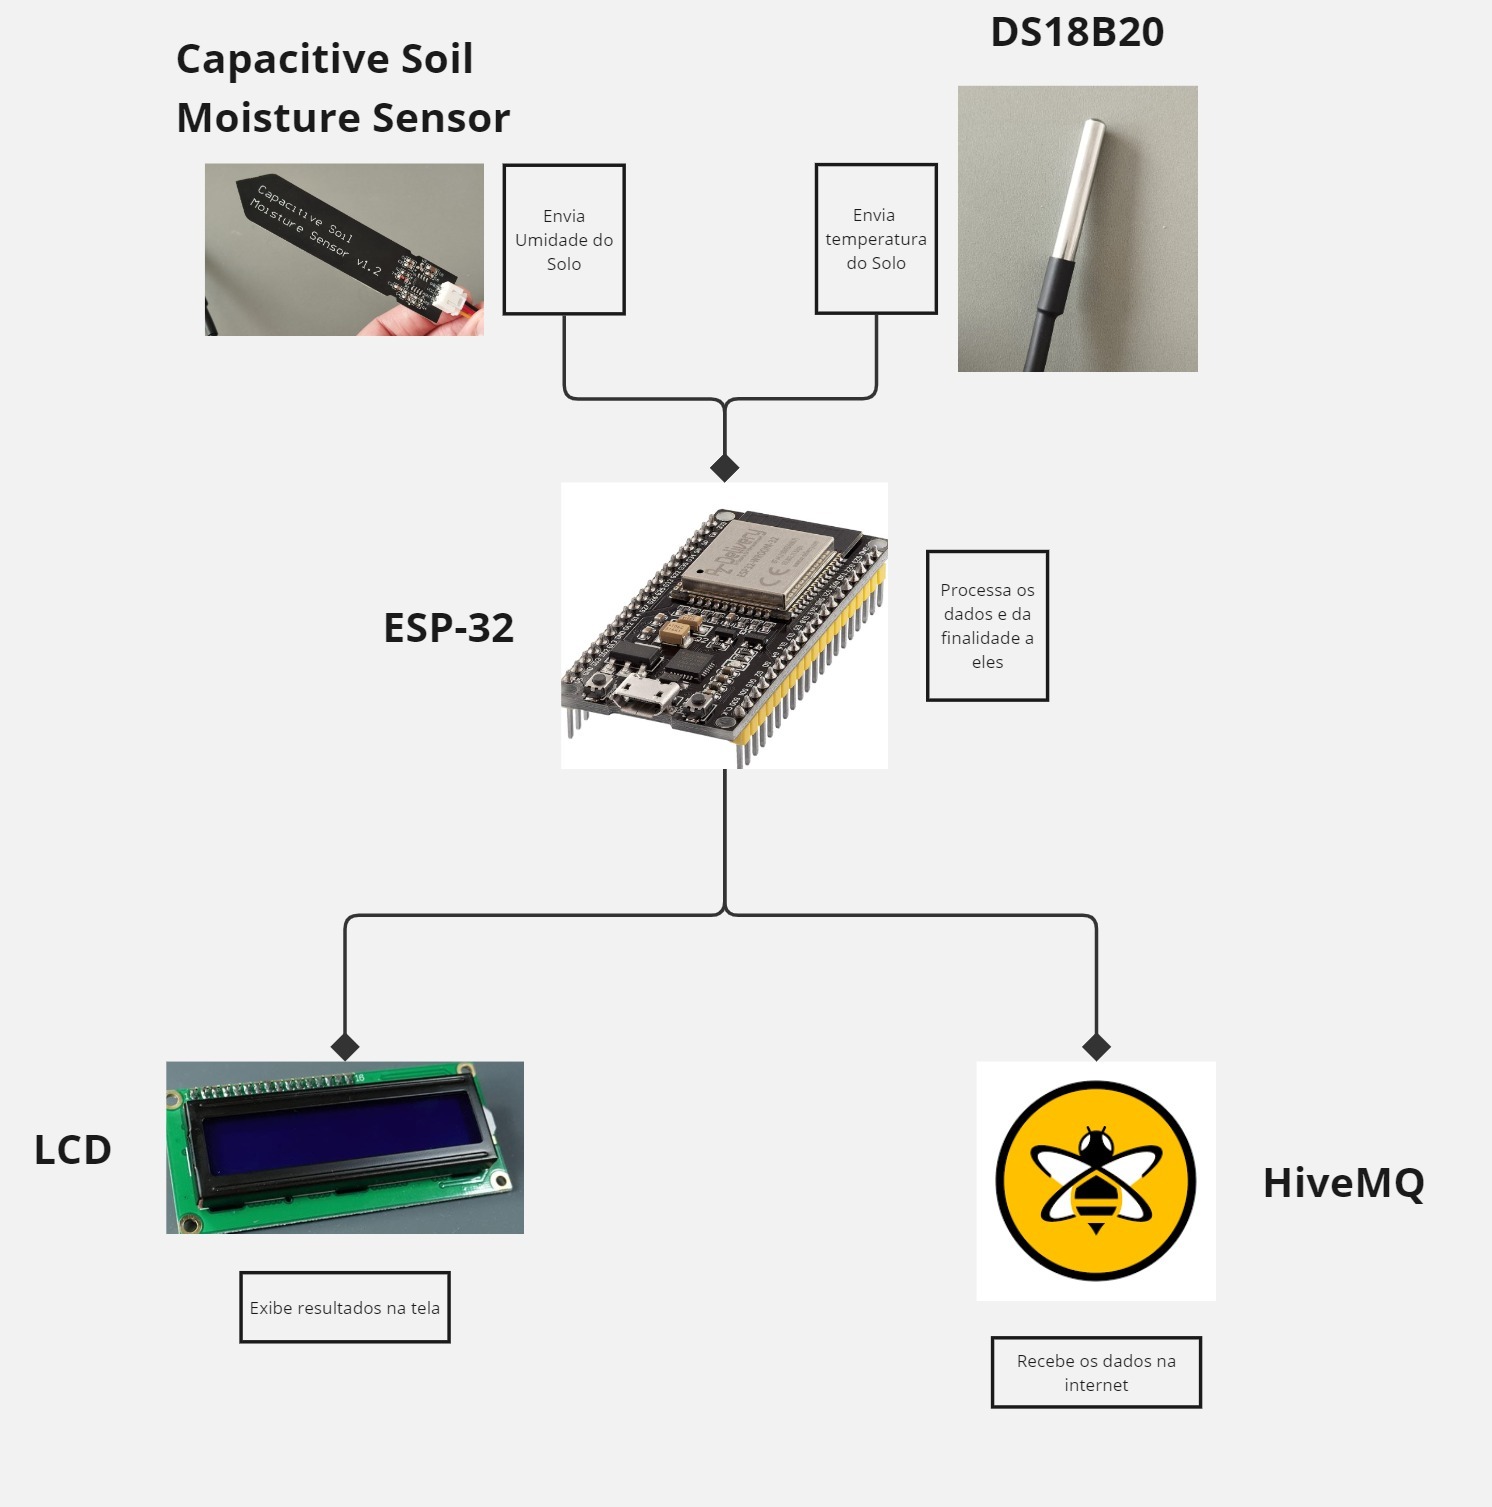 DS18B20
Capacitive Soil
Moisture Sensor
Capacitive Soil
Moisture Sensor v1.2
Envia
Umidade do
Solo
Envia
temperatura
do Solo
ESP-32
Processa os
dados e da
finalidade a
eles
LCD
16
HiveMQ
Exibe resultados na tela
Recebe os dados na
internet